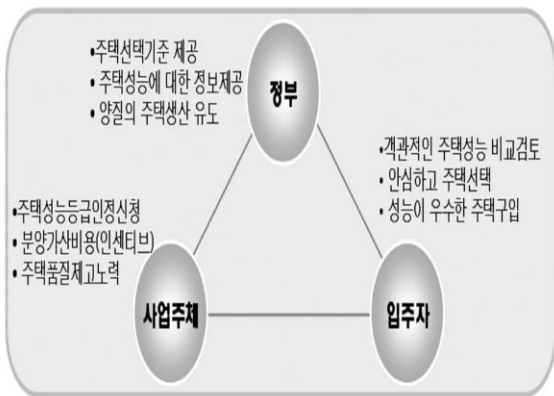 •주택선택기준 제공
• 주택성능에 대한 정보제공
• 양질의 주택생산 유도
정부
•객관적인 주택성능 비교검토
• 안심하고 주택선택
• 성능이 우수한 주택구입
•주택성능등급인정신청
• 분양가산비용(인센티브)
• 주택품질제고노력
사업주체
입주자